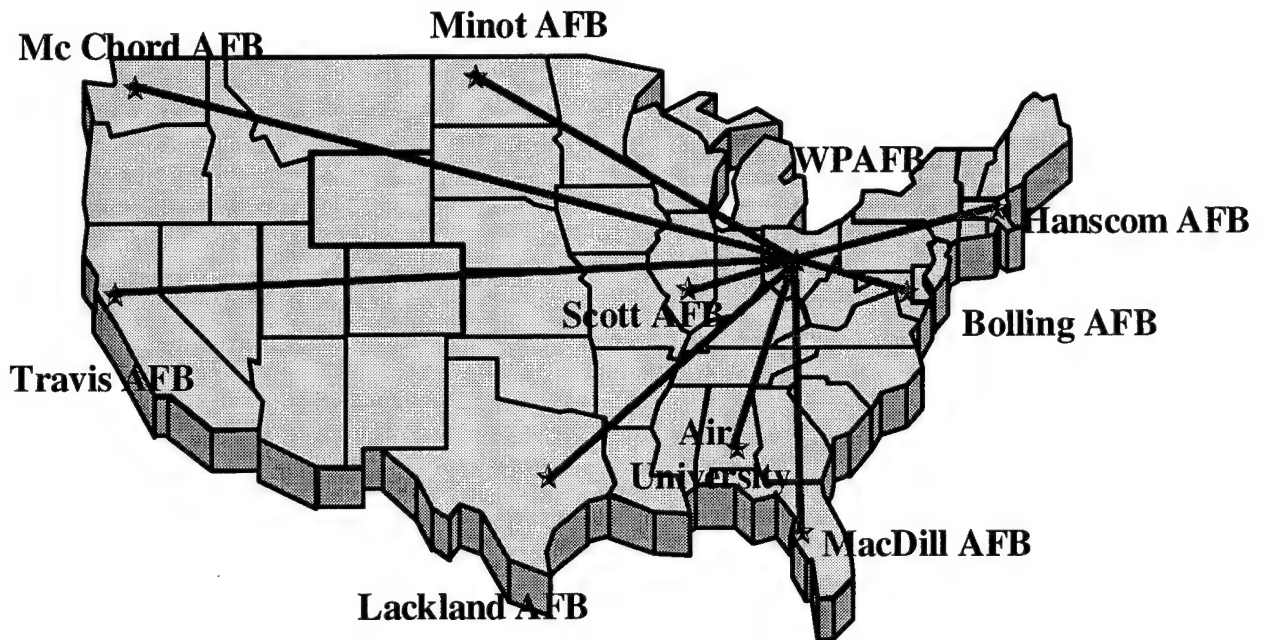 Minot AFB
Mc Chord AFB
WPAFB
Hanscom AFB
Scott AFB
Bolling AFB
Travis AFB
Air
University
MacDill AFB
Lackland AFB